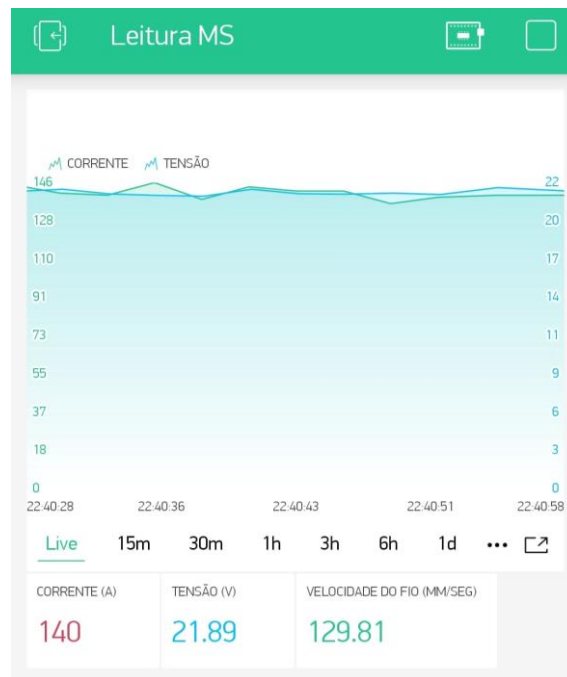 Leitura MS
CORRENTE TENSÃO
146 22
128 20
110 17
91 14
73 11
55 9
37 6
18 3
0 0
22:40:28 22:40:36 22:40:43 22:40:51 22:40:58
Live 15m 30m 1h 3h 6h 1d
CORRENTE (A) TENSÃO (V) VELOCIDADE DO FIO (MM/SEG)
140 21.89 129.81